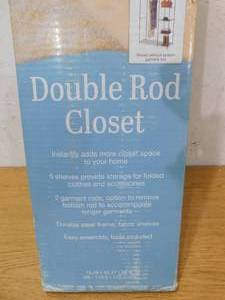 Double Rod
Closet
Instantly adds more closet space
to your home
5 shelves provide storage for folded
clothes and accessories
2 garment rods, option to remove
bottom rod to accommodate
longer garments
Durable steel frame, fabric shelves
Easy assembly, tools included